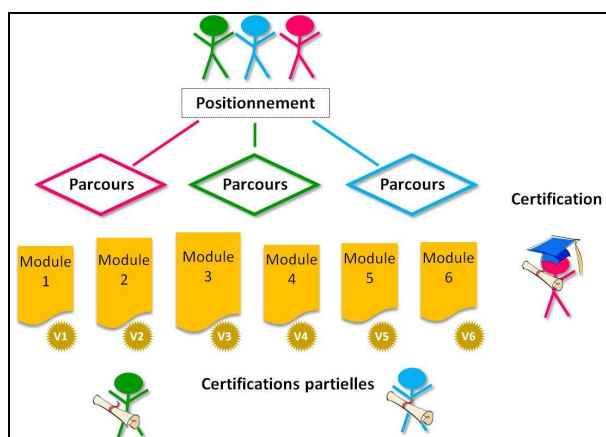 Positionnement
Parcours Parcours Parcours
Certification
Module 1
Module 2
Module 3
Module 4
Module 5
Module 6
V1 V2 V3 V4 V5 V6
Certifications partielles